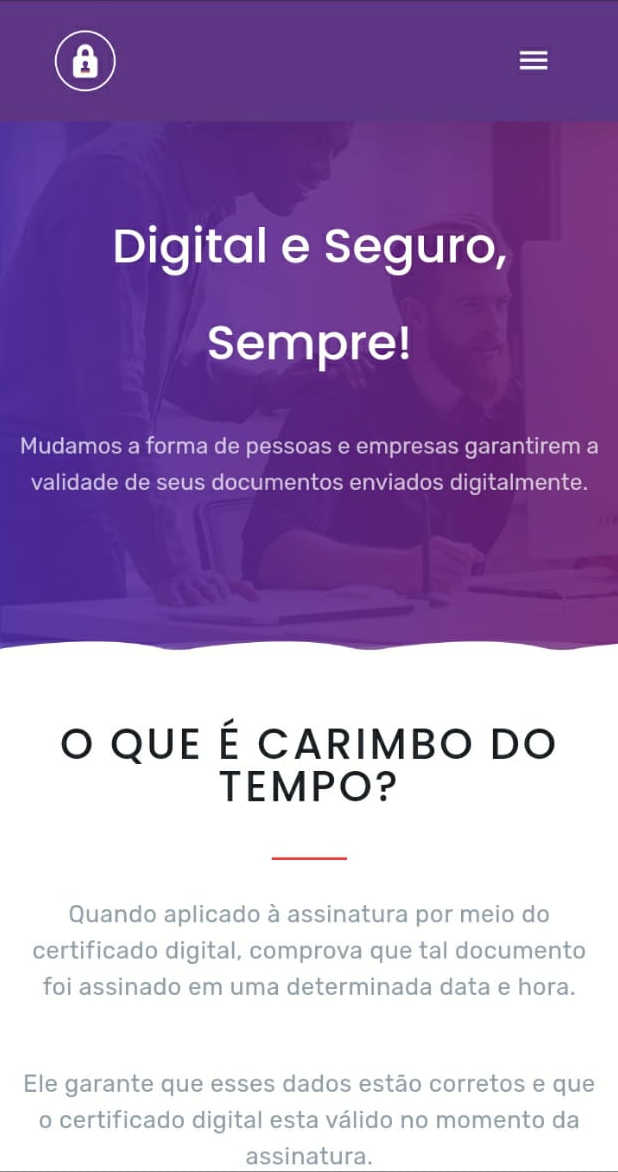 Digital e Seguro,
Sempre!
Mudamos a forma de pessoas e empresas garantirem a
validade de seus documentos enviados digitalmente.
O QUE É CARIMBO DO
TEMPO?
Quando aplicado à assinatura por meio do
certificado digital, comprova que tal documento
foi assinado em uma determinada data e hora.
Ele garante que esses dados estão corretos e que
o certificado digital esta válido no momento da
assinatura.